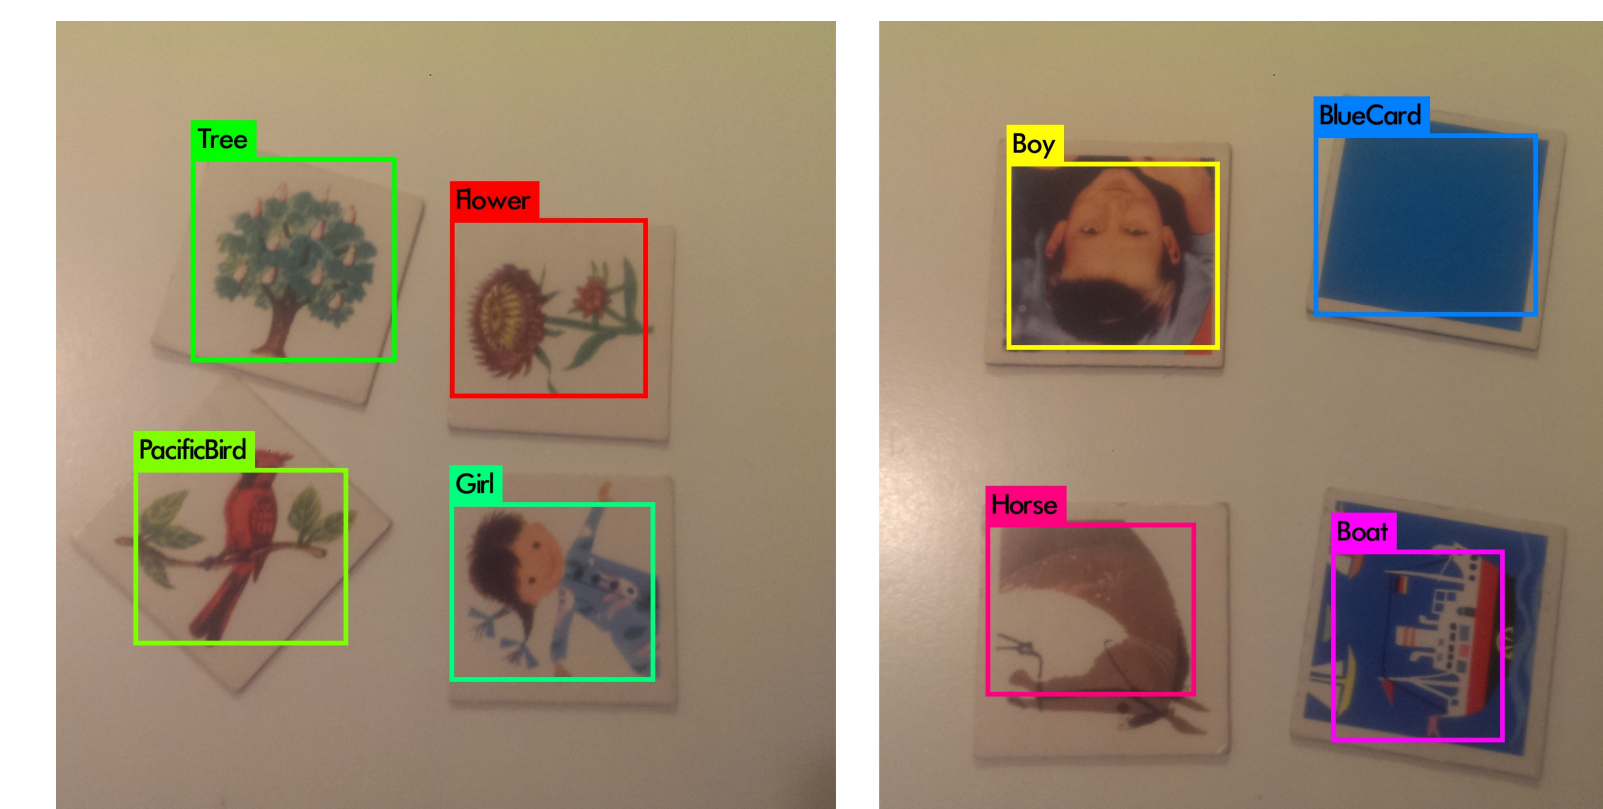 Tree
Flower
PacificBird
Girl
Boy
BlueCard
Horse
Boat